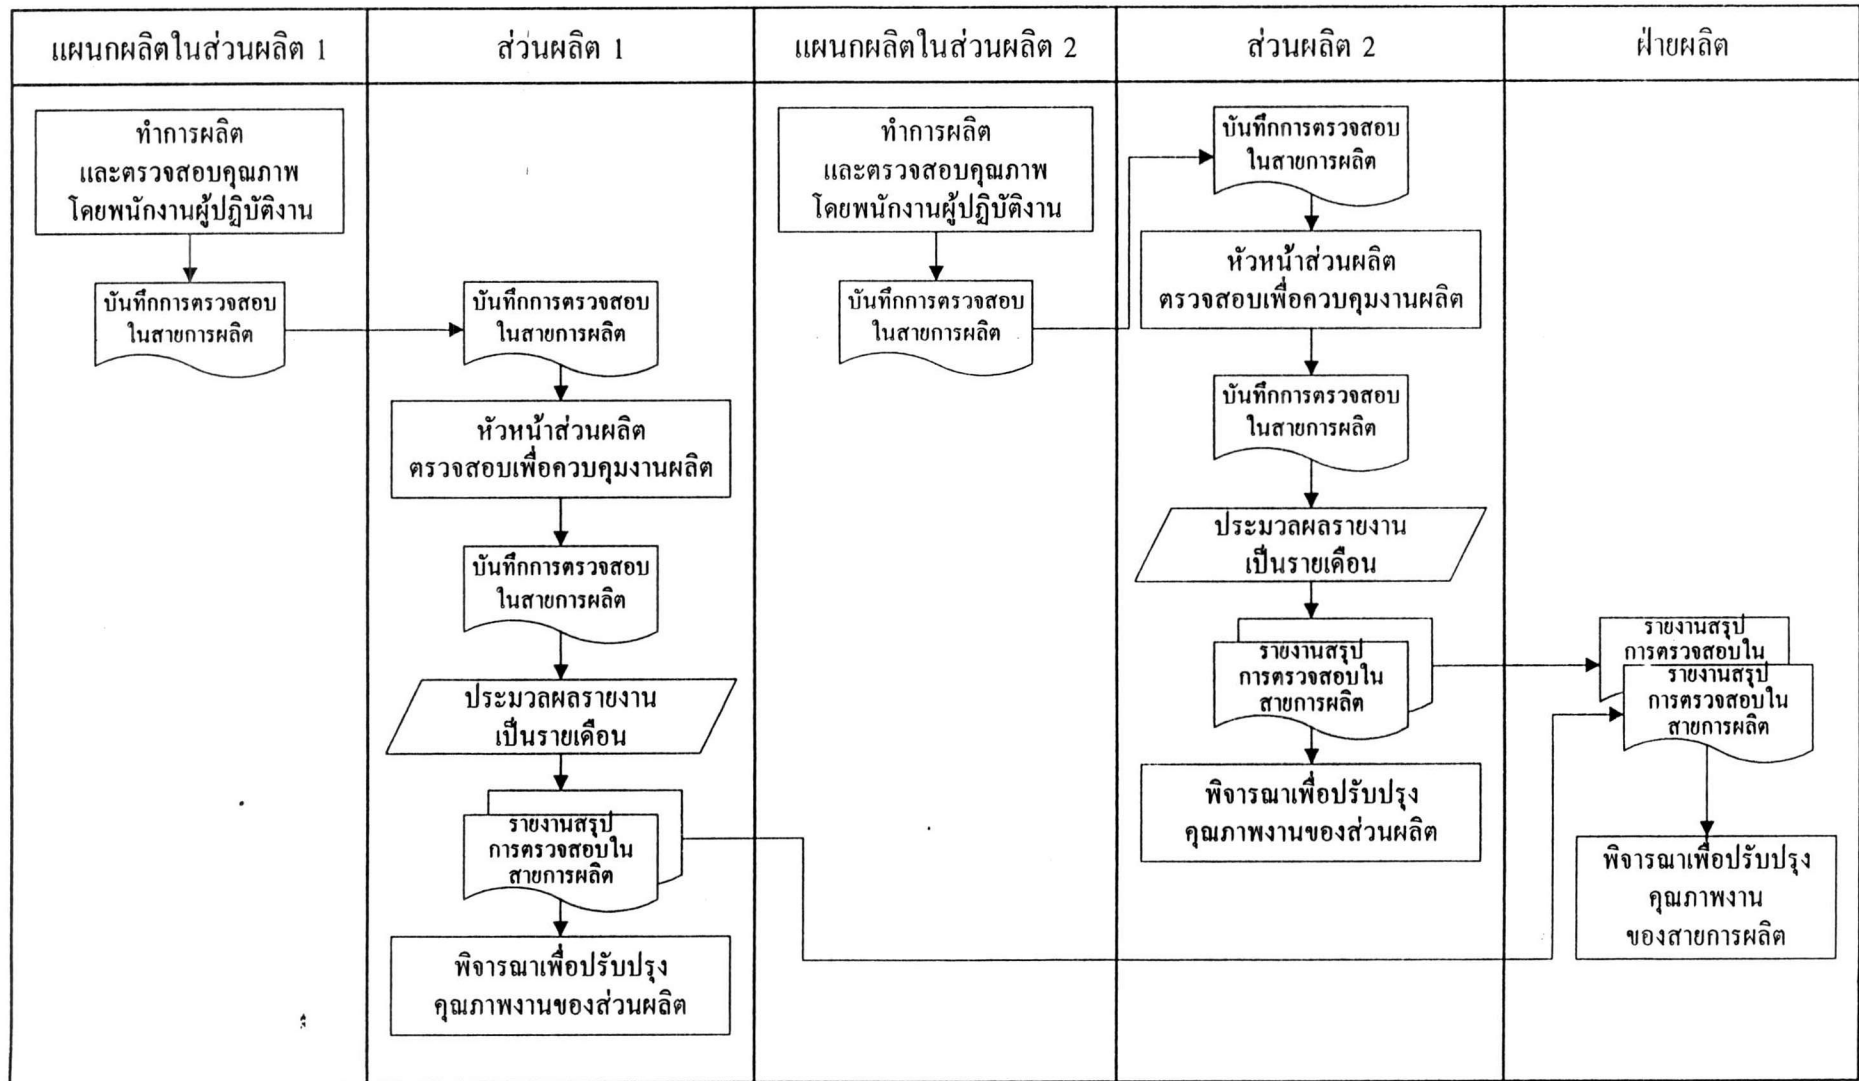 แผนกผลิตในส่วนผลิต 1
ส่วนผลิต 1
แผนกผลิตในส่วนผลิต 2
ส่วนผลิต 2
ฝ่ายผลิต
ทำการผลิต
และตรวจสอบคุณภาพ
โดยพนักงานผู้ปฏิบัติงาน
บันทึกการตรวจสอบ
ในสายการผลิต
บันทึกการตรวจสอบ
ในสายการผลิต
หัวหน้าส่วนผลิต
ตรวจสอบเพื่อควบคุมงานผลิต
บันทึกการตรวจสอบ
ในสายการผลิต
ประมวลผลรายงาน
เป็นรายเดือน
รายงานสรุป
การตรวจสอบใน
สายการผลิต
พิจารณาเพื่อปรับปรุง
คุณภาพงานของส่วนผลิต
ทำการผลิต
และตรวจสอบคุณภาพ
โดยพนักงานผู้ปฏิบัติงาน
บันทึกการตรวจสอบ
ในสายการผลิต
บันทึกการตรวจสอบ
ในสายการผลิต
หัวหน้าส่วนผลิต
ตรวจสอบเพื่อควบคุมงานผลิต
บันทึกการตรวจสอบ
ในสายการผลิต
ประมวลผลรายงาน
เป็นรายเดือน
รายงานสรุป
การตรวจสอบใน
สายการผลิต
พิจารณาเพื่อปรับปรุง
คุณภาพงานของส่วนผลิต
รายงานสรุป
การตรวจสอบใน
รายงานสรุป
การตรวจสอบใน
สายการผลิต
พิจารณาเพื่อปรับปรุง
คุณภาพงาน
ของสายการผลิต